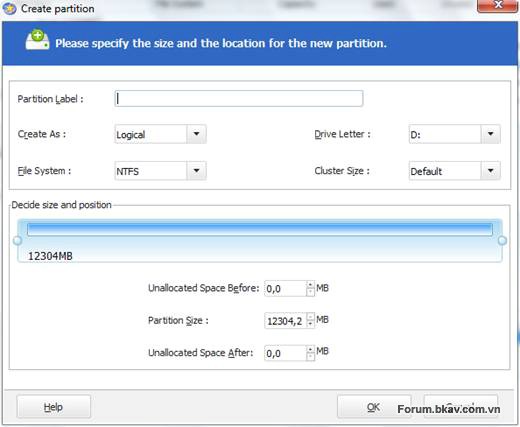 Create partition
Please specify the size and the location for the new partition.
Partition Label :
Create As : Logical Drive Letter : D:
File System : NTFS Cluster Size : Default
Decide size and position
12304MB
Unallocated Space Before: 0,0 MB
Partition Size : 12304,2 MB
Unallocated Space After: 0,0 MB
Help OK
Forum.bkav.com.vn